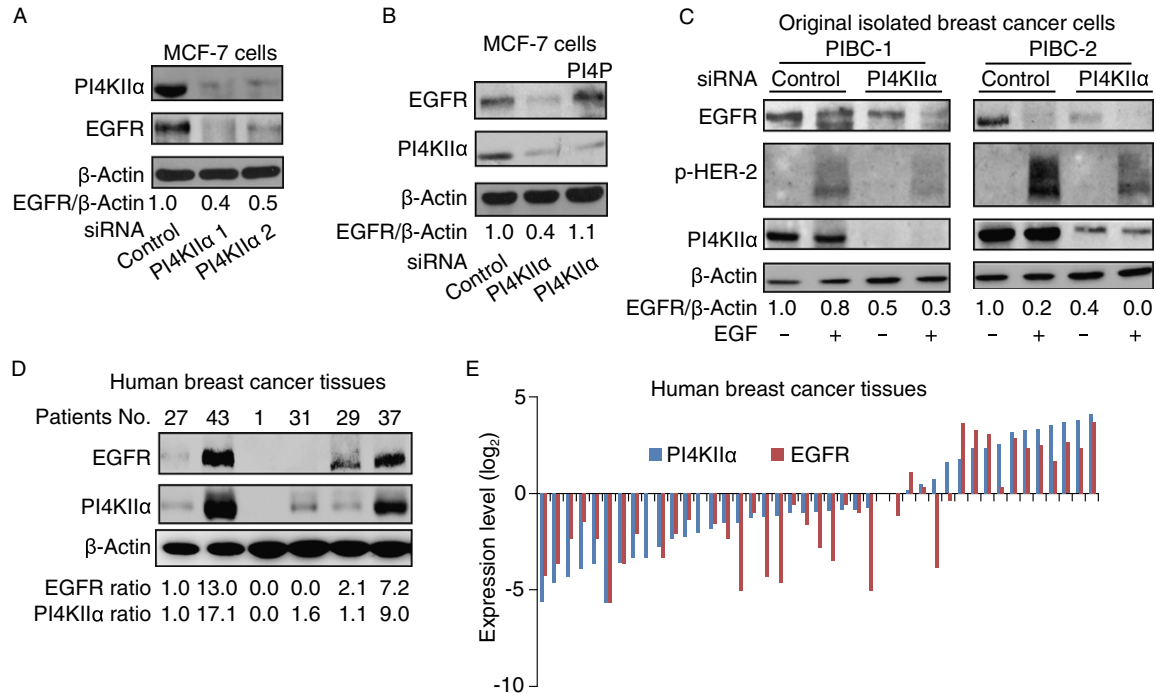 A
MCF-7 cells
PI4KIIα
EGFR
β-Actin
EGFR/β-Actin 1.0 0.4 0.5
siRNA
Control PI4KIIα 1 PI4KIIα 2
B
MCF-7 cells
PI4P
EGFR
PI4KIIα
β-Actin
EGFR/β-Actin 1.0 0.4 1.1
siRNA
Control PI4KIIα PI4KIIα
C
Original isolated breast cancer cells
PIBC-1 PIBC-2
siRNA Control PI4KIIα Control PI4KIIα
EGFR
p-HER-2
PI4KIIα
β-Actin
EGFR/β-Actin 1.0 0.8 0.5 0.3 1.0 0.2 0.4 0.0
EGF – + – + – + – +
D
Human breast cancer tissues
Patients No. 27 43 1 31 29 37
EGFR
PI4KIIα
β-Actin
EGFR ratio 1.0 13.0 0.0 0.0 2.1 7.2
PI4KIIα ratio 1.0 17.1 0.0 1.6 1.1 9.0
E
Human breast cancer tissues
PI4KIIα EGFR
Expression level (log₂)
5
0
-5
-10